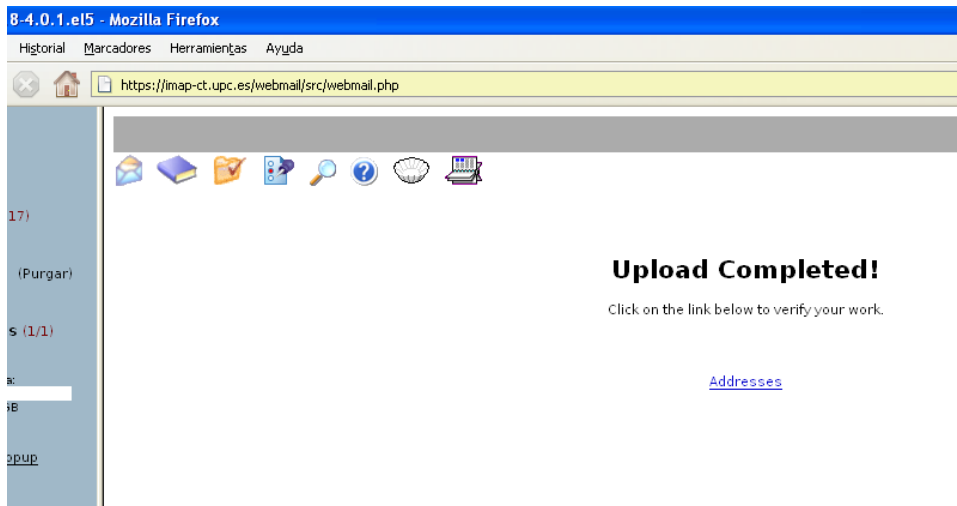 8-4.0.1.el5 - Mozilla Firefox
Historial Marcadores Herramientas Ayuda
https://imap-ct.upc.es/webmail/src/webmail.php
17)
(Purgar)
s (1/1)
a:
GB
opup
Upload Completed!
Click on the link below to verify your work.
Addresses